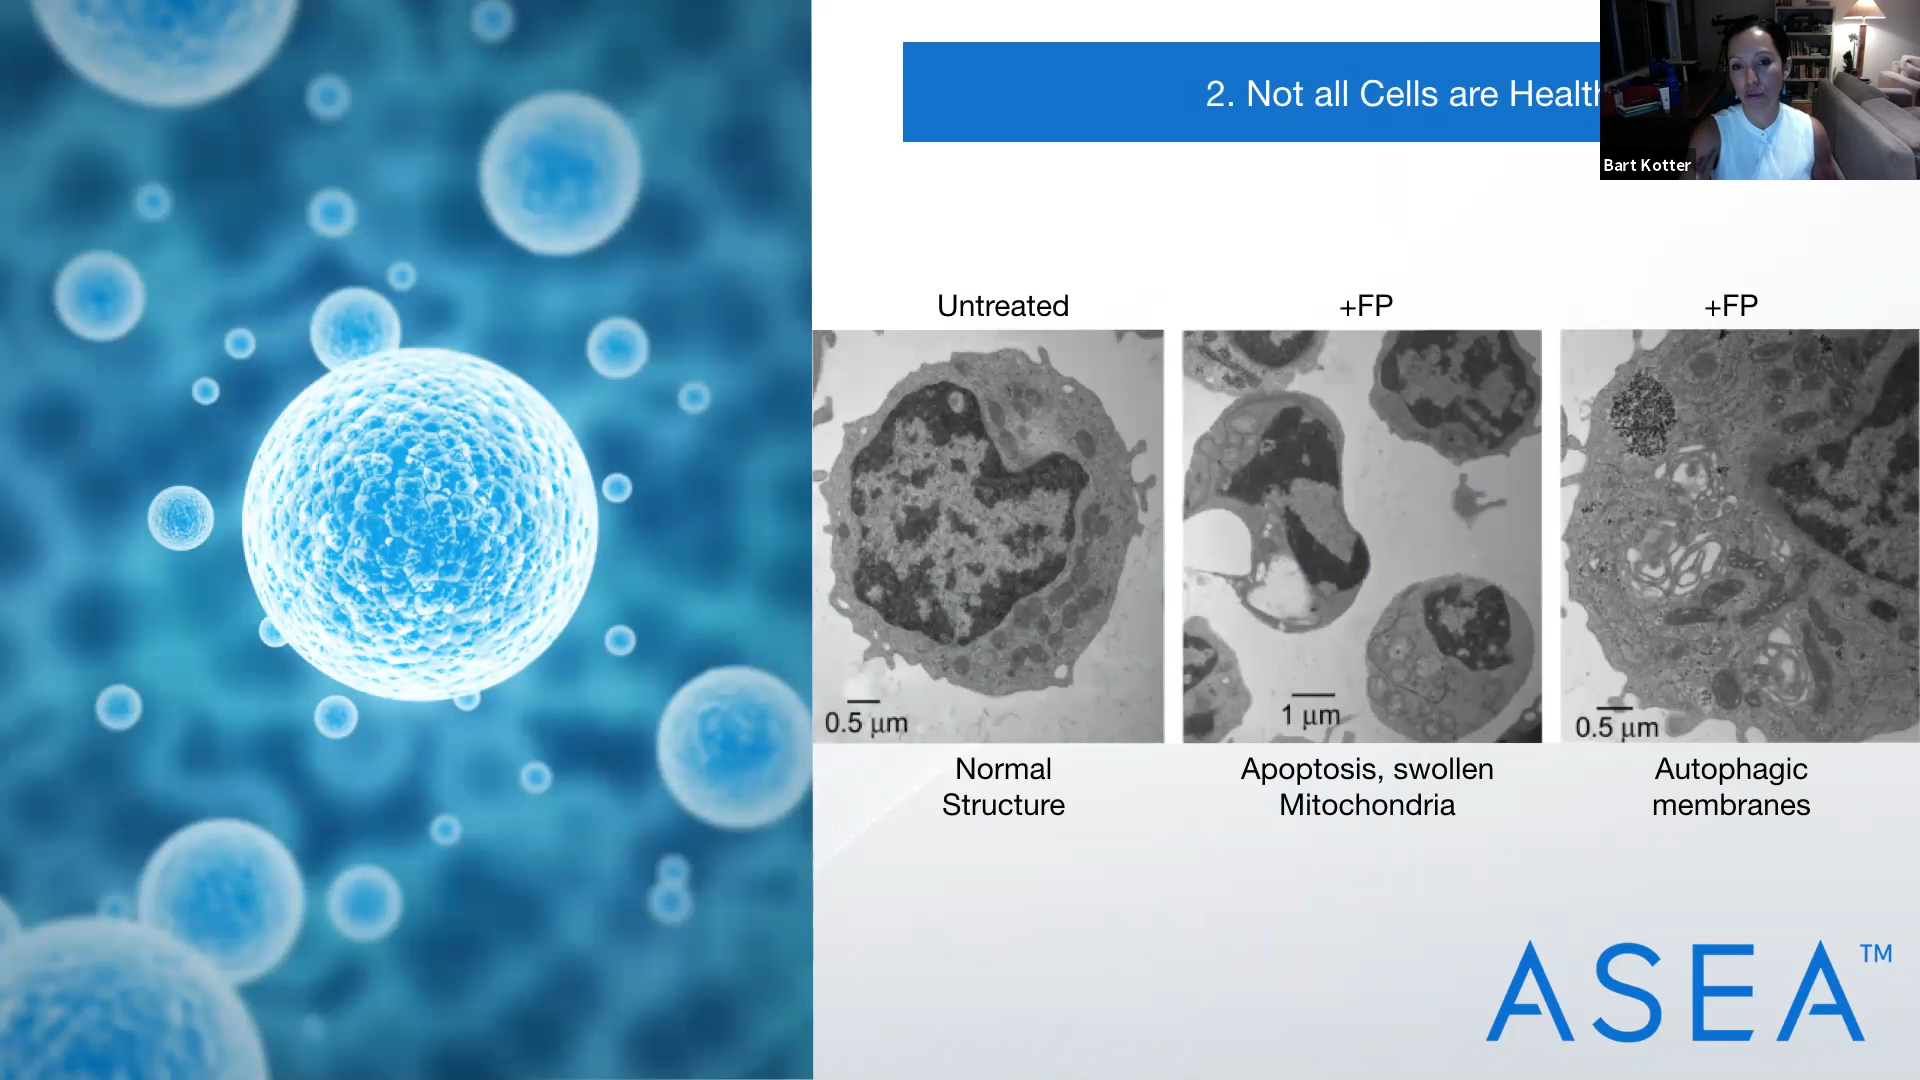 2. Not all Cells are Healt
Bart Kotter
Untreated
+FP
+FP
0.5 μm
1 μm
0.5 μm
Normal
Structure
Apoptosis, swollen
Mitochondria
Autophagic
membranes
ASEA™